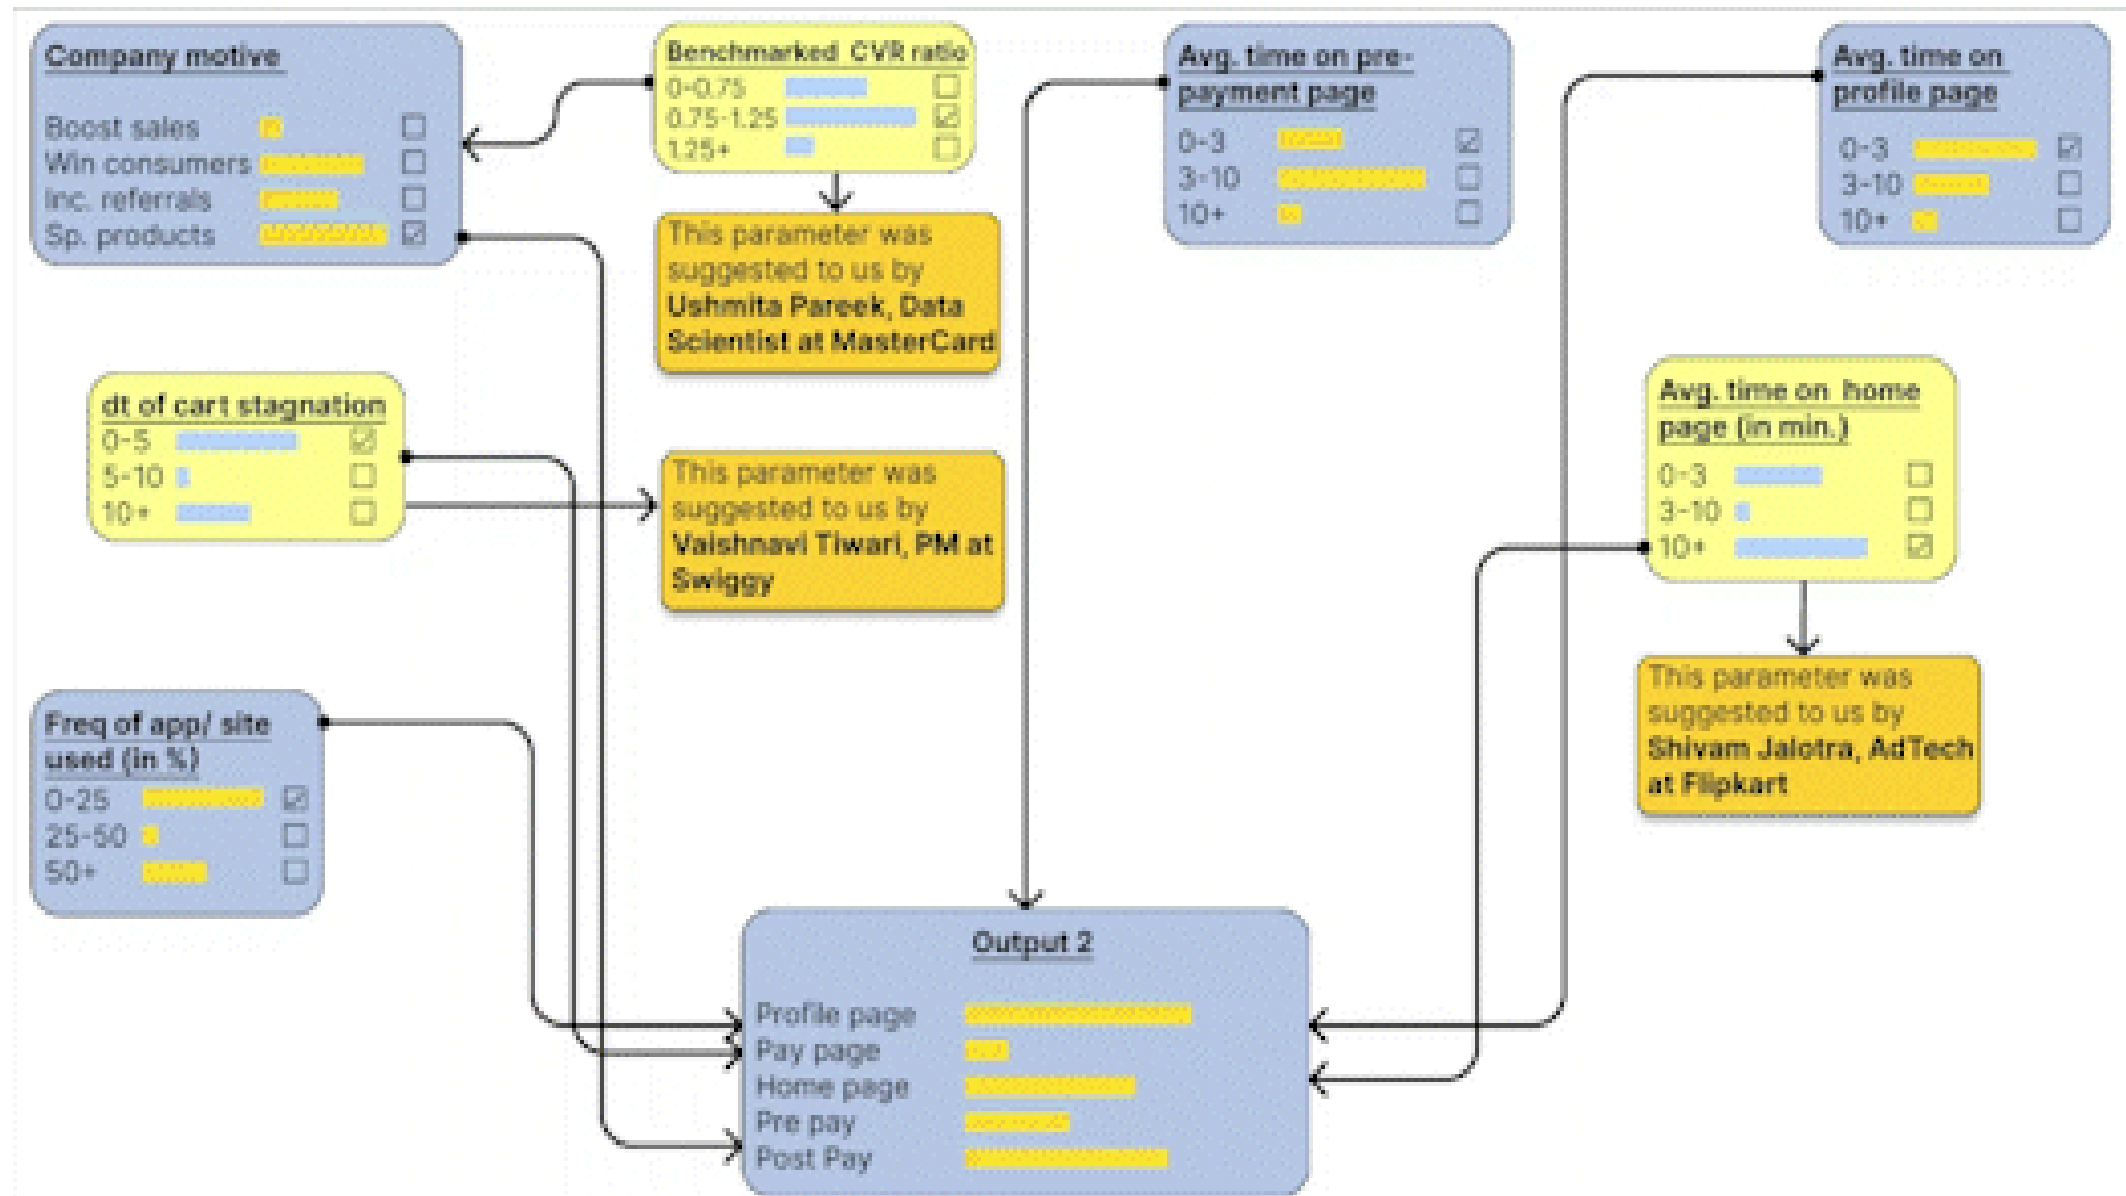 Company motive
Boost sales
Win consumers
Inc. referrals
Sp. products
Benchmarked CVR ratio
0-0.75
0.75-1.25
1.25+
This parameter was
suggested to us by
Ushmita Pareek, Data
Scientist at MasterCard
Avg. time on pre-
payment page
0-3
3-10
10+
Avg. time on
profile page
0-3
3-10
10+
dt of cart stagnation
0-5
5-10
10+
This parameter was
suggested to us by
Vaishnavi Tiwari, PM at
Swiggy
Avg. time on home
page (in min.)
0-3
3-10
10+
This parameter was
suggested to us by
Shivam Jalotra, AdTech
at Flipkart
Freq of app/ site
used (in %)
0-25
25-50
50+
Output 2
Profile page
Pay page
Home page
Pre pay
Post Pay